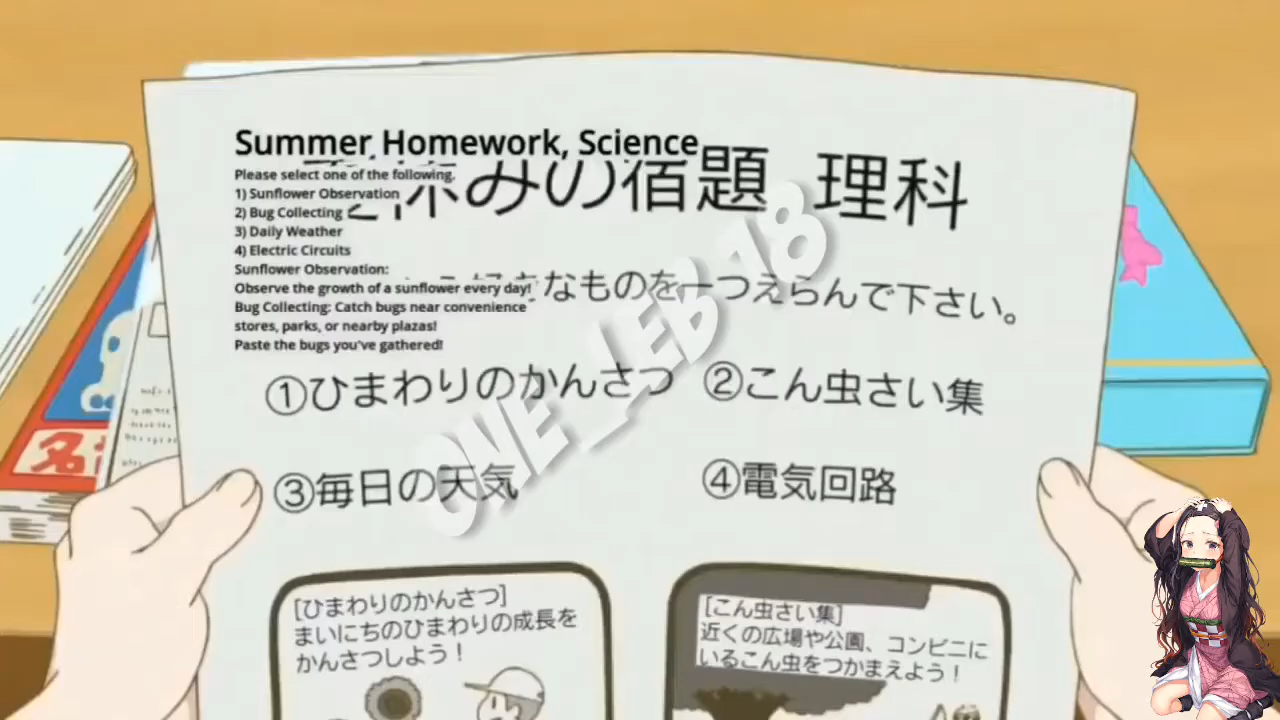 Summer Homework, Science
みの宿題 理科
Please select one of the following.
1) Sunflower Observation
2) Bug Collecting
3) Daily Weather
4) Electric Circuits
Sunflower Observation:
Observe the growth of a sunflower every day!
Bug Collecting: Catch bugs near convenience
stores, parks, or nearby plazas!
Paste the bugs you've gathered!
なものを一つえらんで下さい。
①ひまわりのかんさつ ②こん虫さい集
③毎日の天気 ④電気回路
ONE_LEB 18
[ひまわりのかんさつ]
まいにちのひまわりの成長を
かんさつしよう！
[こん虫さい集]
近くの広場や公園、コンビニに
いるこん虫をつかまえよう！
名